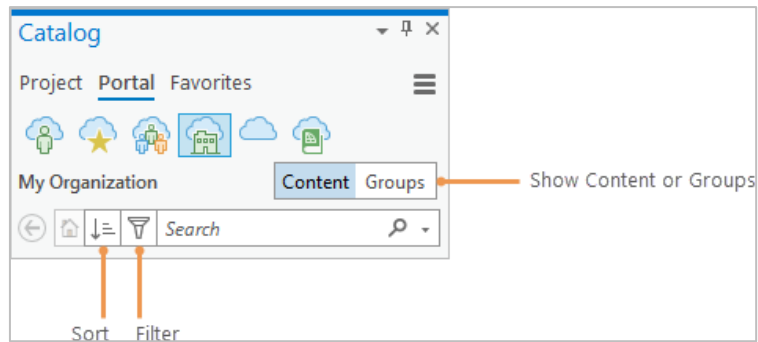 Catalog
Project Portal Favorites
My Organization
Content Groups
Show Content or Groups
Search
Sort Filter